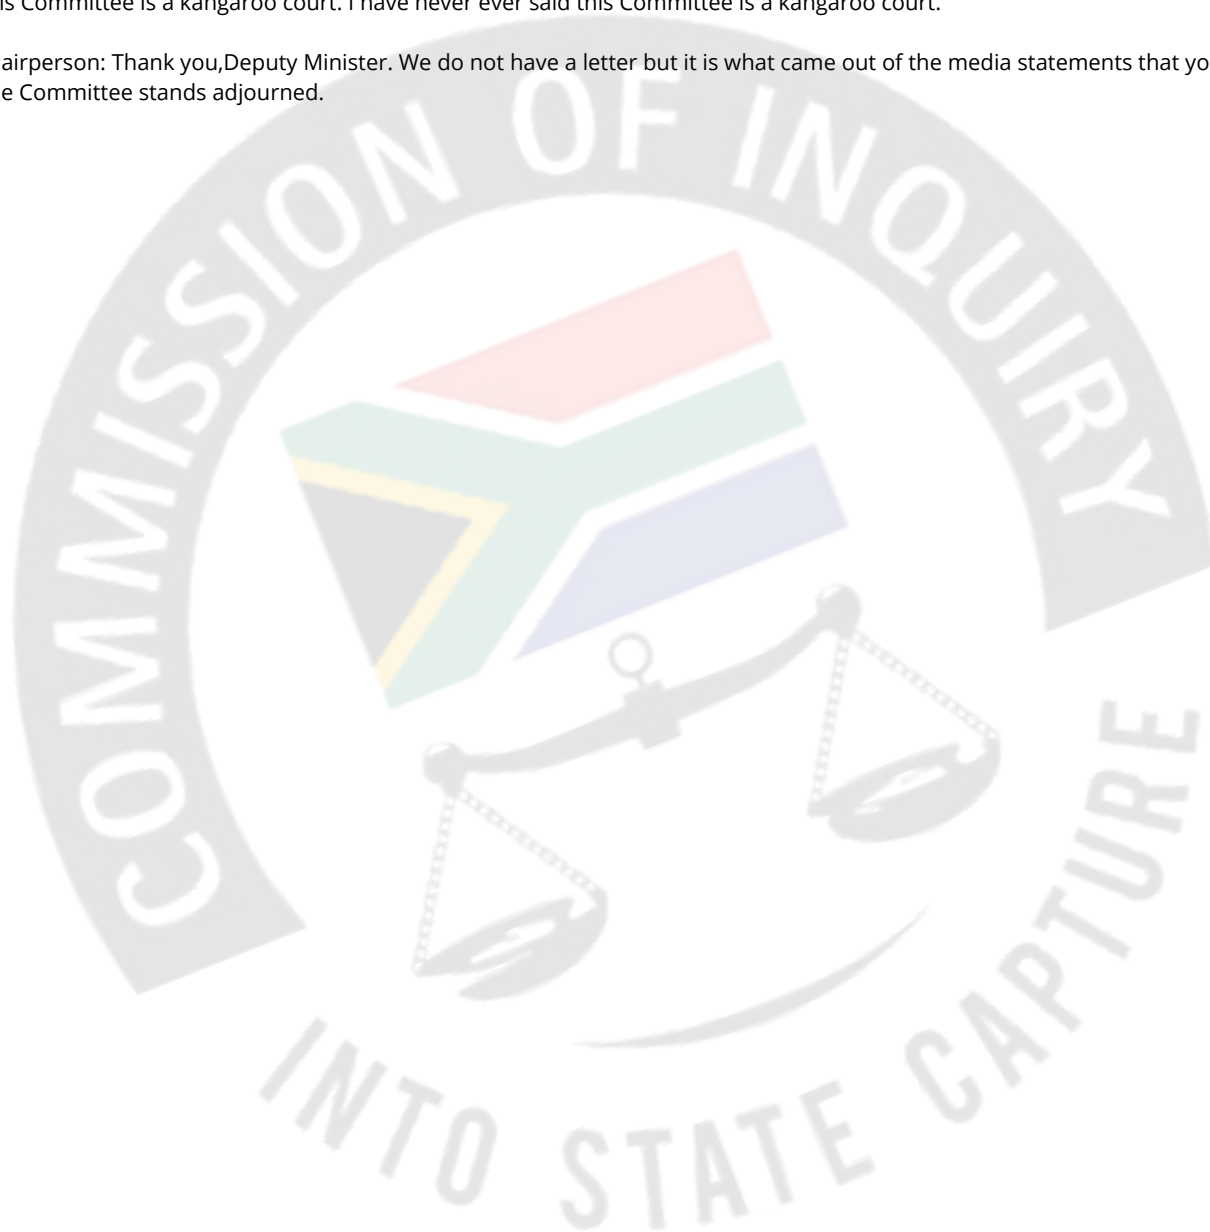 is Committee is a kangaroo court. I have never ever said this Committee is a kangaroo court.
airperson: Thank you,Deputy Minister. We do not have a letter but it is what came out of the media statements that yo
e Committee stands adjourned.
COMMISSION OF INQUIRY
INTO STATE CAPTURE